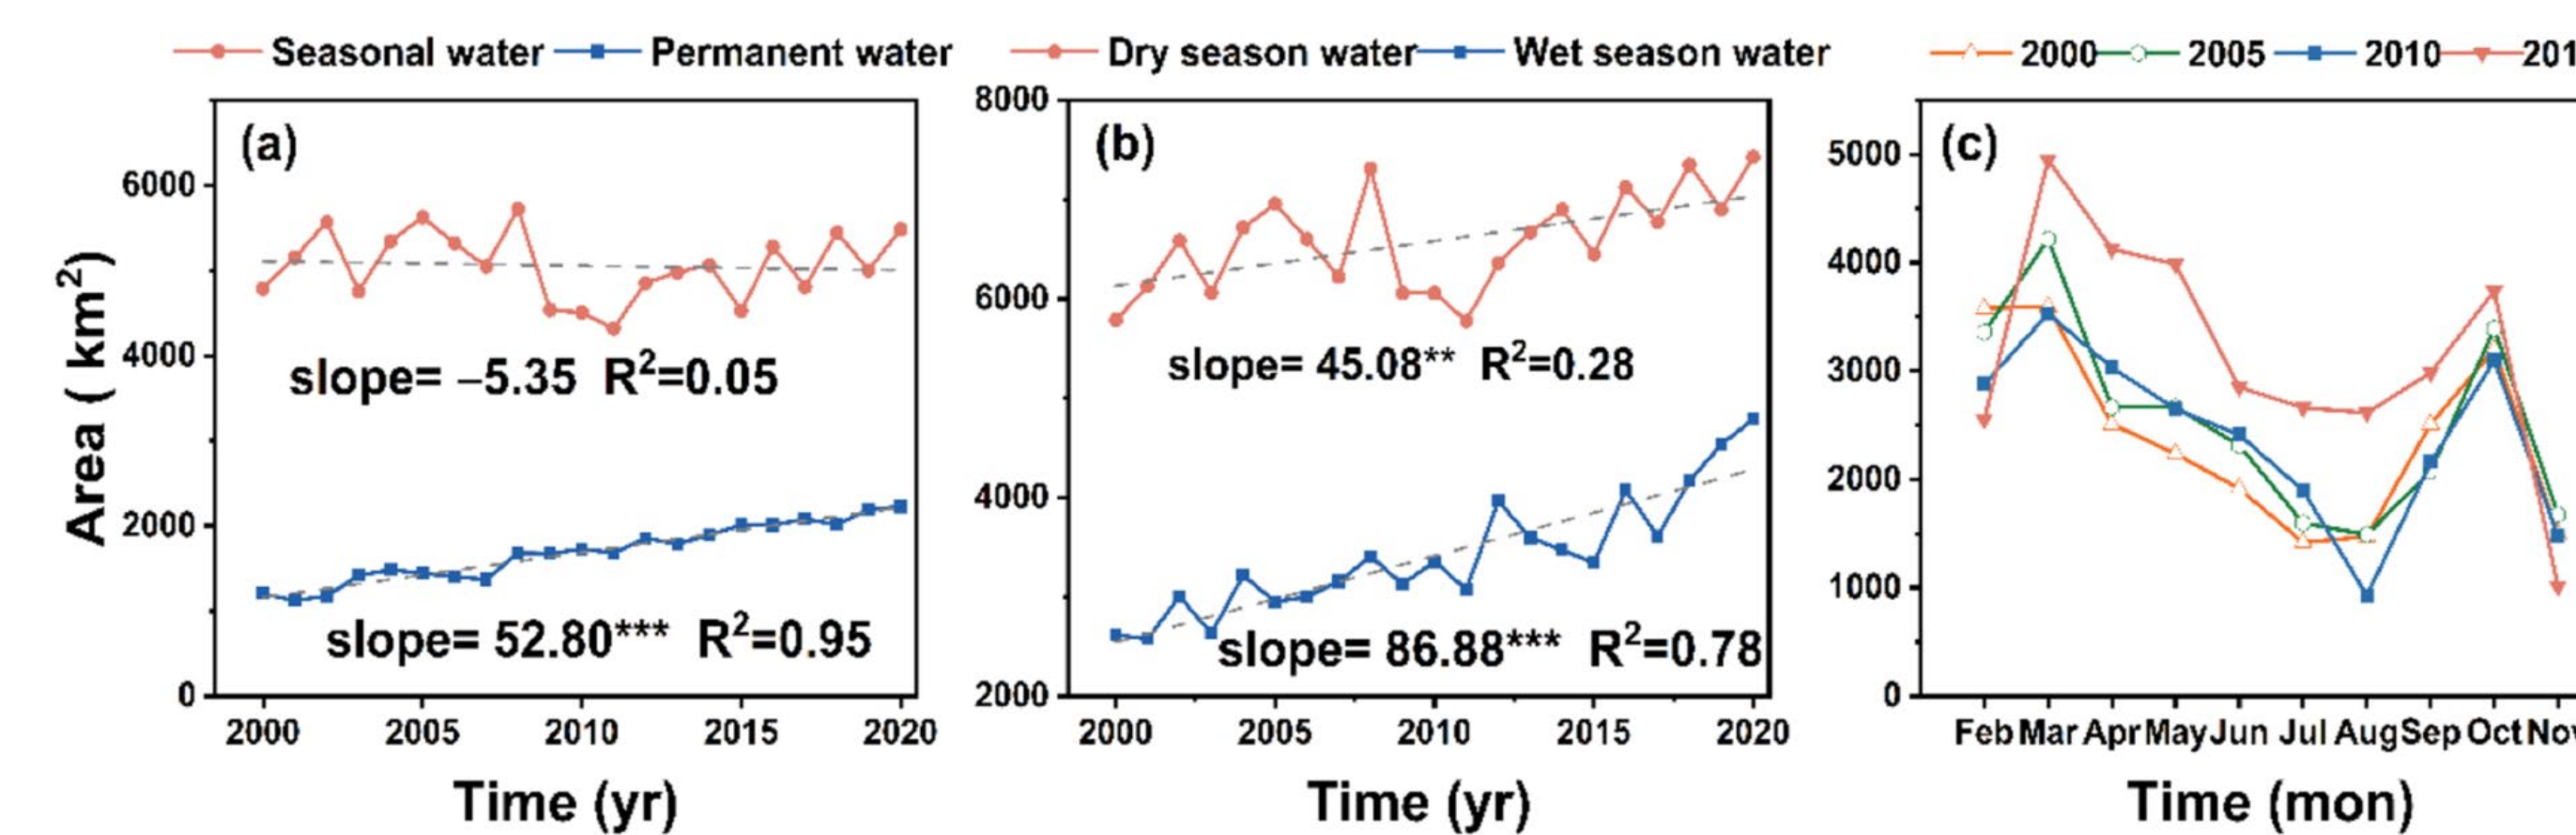 Seasonal water Permanent water
Dry season water Wet season water
2000 2005 2010 201
Area ( km²)
(a)
6000
4000
2000
0
slope= −5.35 R²=0.05
slope= 52.80*** R²=0.95
2000 2005 2010 2015 2020
Time (yr)
(b)
8000
6000
4000
2000
slope= 45.08** R²=0.28
slope= 86.88*** R²=0.78
2000 2005 2010 2015 2020
Time (yr)
(c)
5000
4000
3000
2000
1000
0
Feb Mar Apr May Jun Jul Aug Sep Oct Nov
Time (mon)